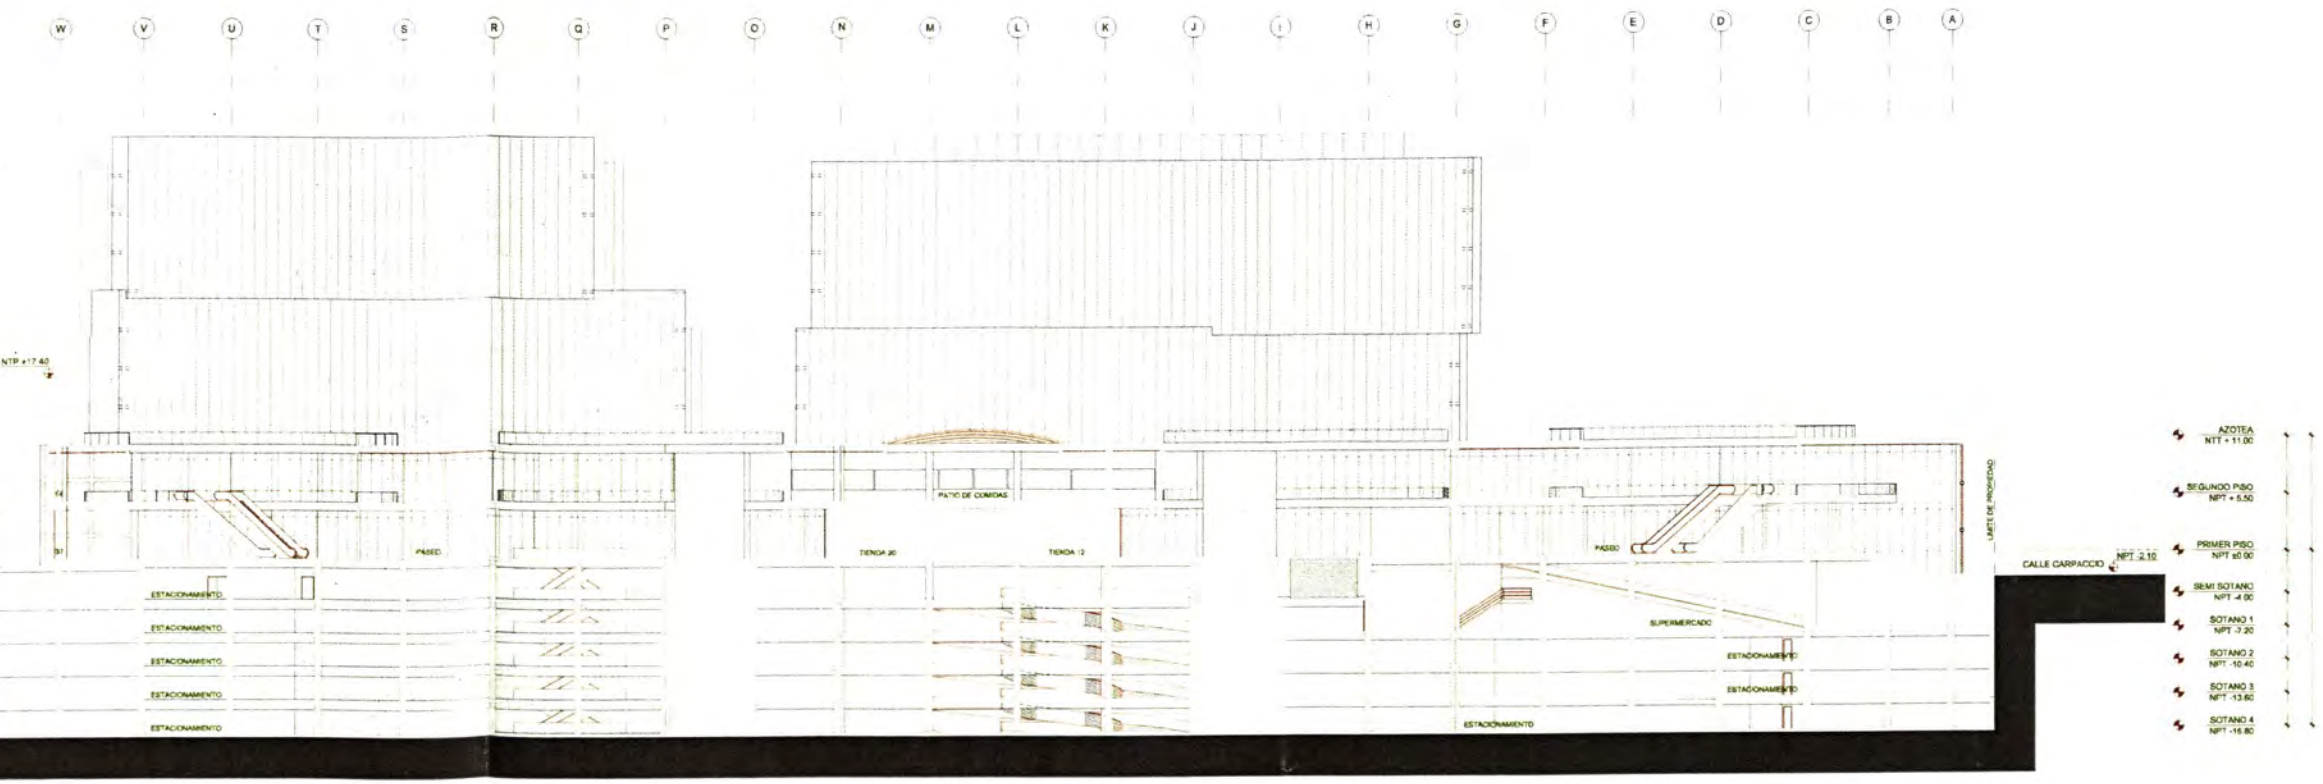 W V U T S R Q P O N M L K J I H G F E D C B A
NTP +17.40
AZOTEA
NTT + 11.00
SEGUNDO PISO
NPT + 5.50
PRIMER PISO
NPT ±0.00
SEMI SOTANO
NPT -4.00
SOTANO 1
NPT -7.20
SOTANO 2
NPT -10.40
SOTANO 3
NPT -13.60
SOTANO 4
NPT -16.80
LIMITE DE PROPIEDAD
CALLE CARPACCIO
NPT -2.10
PATIO DE COMIDAS
PASEO
TIENDA 20
TIENDA 12
PASEO
ESTACIONAMIENTO
ESTACIONAMIENTO
ESTACIONAMIENTO
ESTACIONAMIENTO
ESTACIONAMIENTO
SUPERMERCADO
ESTACIONAMIENTO
ESTACIONAMIENTO
ESTACIONAMIENTO